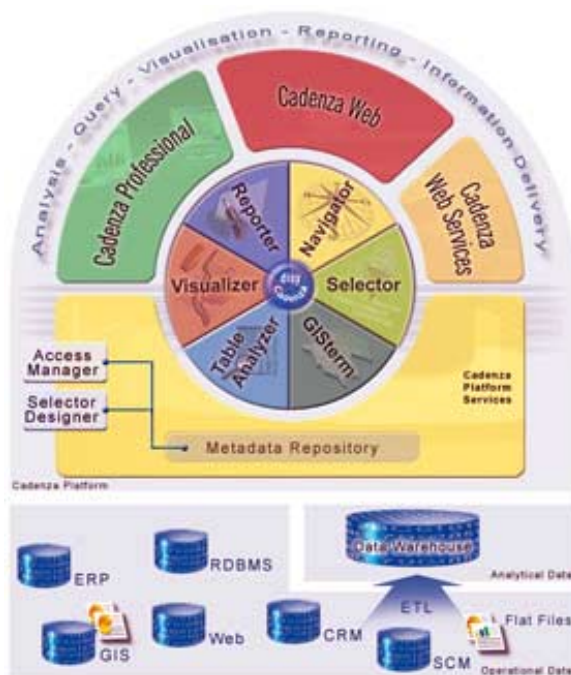 Analysis - Query - Visualisation - Reporting - Information Delivery
Cadenza Professional
Cadenza Web
Cadenza
Web Services
Reporter
Navigator
Visualizer
Selector
Table
Analyzer
GISterm
disy
Cadenza
Access
Manager
Selector
Designer
Cadenza
Platform
Services
Metadata Repository
Cadenza Platform
ERP
RDBMS
GIS
Web
Data Warehouse
Analytical Data
ETL
CRM
SCM
Flat Files
Operational Data